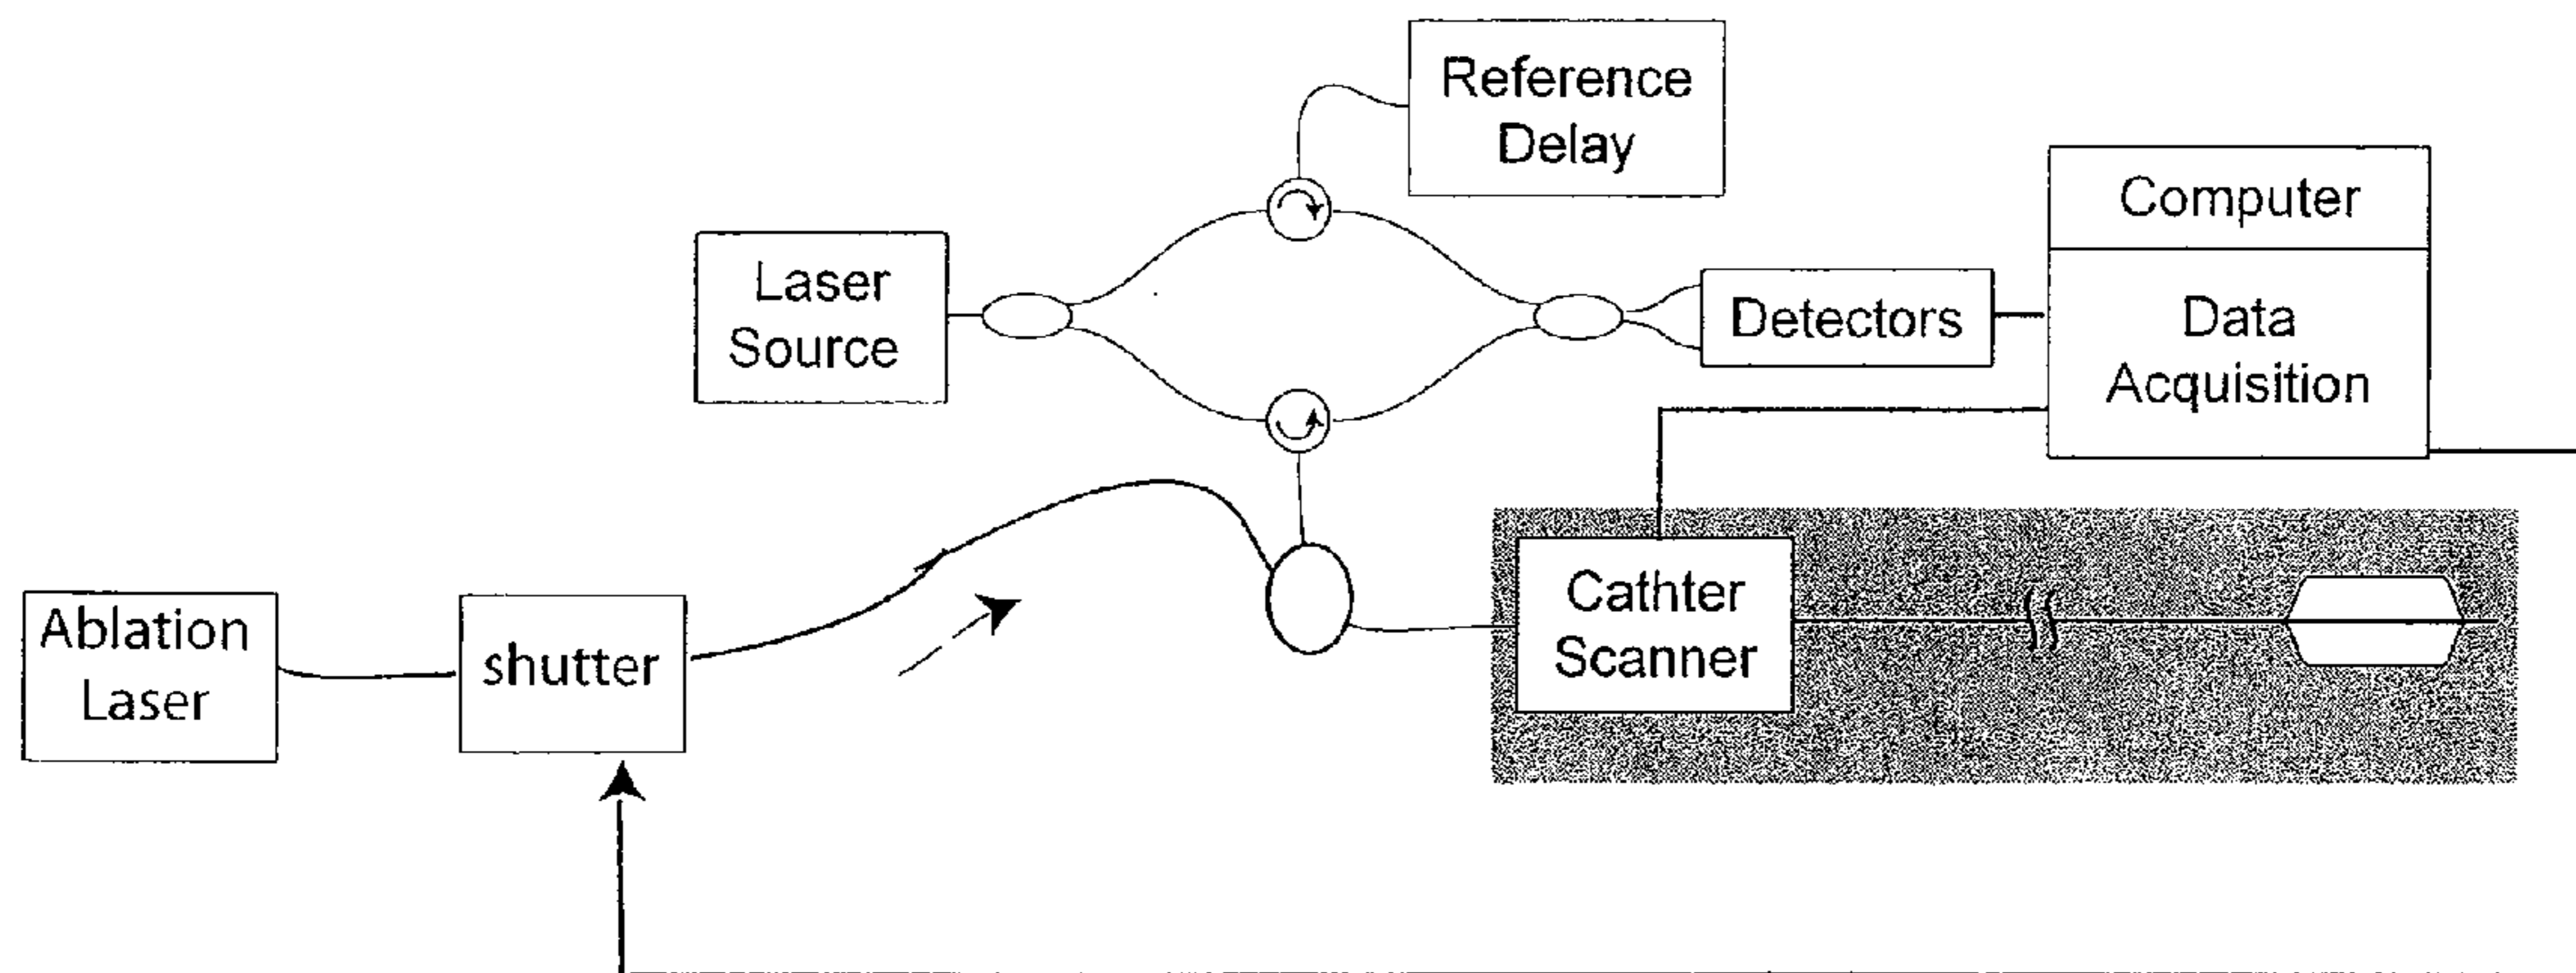 Reference
Delay
Computer
Laser
Source
Detectors
Data
Acquisition
Ablation
Laser
shutter
Cathter
Scanner